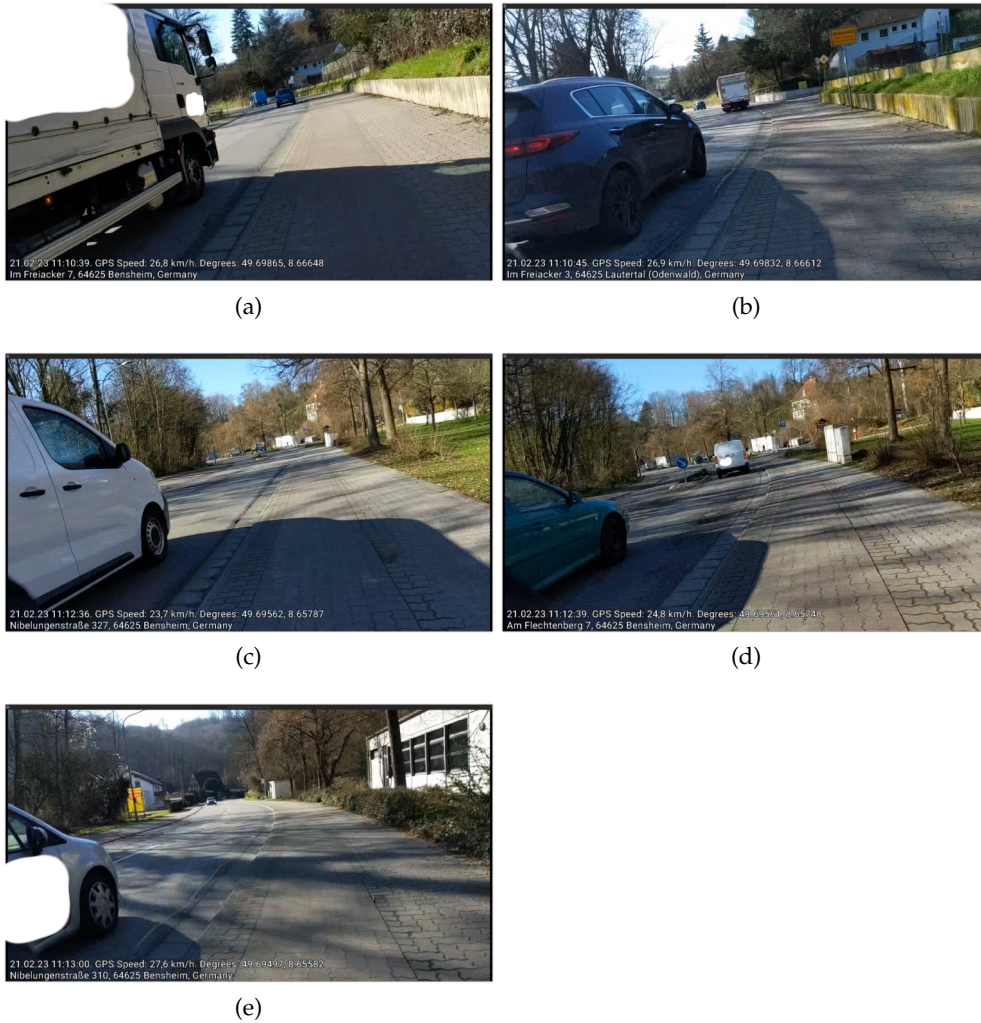 21.02.23 11:10:39. GPS Speed: 26,8 km/h. Degrees: 49.69865, 8.66648
Im Freiacker 7, 64625 Bensheim, Germany
(a)
21.02.23 11:10:45. GPS Speed: 26,9 km/h. Degrees: 49.69832, 8.66612
Im Freiacker 3, 64625 Lautertal (Odenwald), Germany
(b)
21.02.23 11:12:36. GPS Speed: 23,7 km/h. Degrees: 49.69562, 8.65787
Nibelungenstraße 327, 64625 Bensheim, Germany
(c)
21.02.23 11:12:39. GPS Speed: 24,8 km/h. Degrees: 49.69561, 8.65748
Am Flechtenberg 7, 64625 Bensheim, Germany
(d)
21.02.23 11:13:00. GPS Speed: 27,6 km/h. Degrees: 49.69497, 8.65582
Nibelungenstraße 310, 64625 Bensheim, Germany
(e)